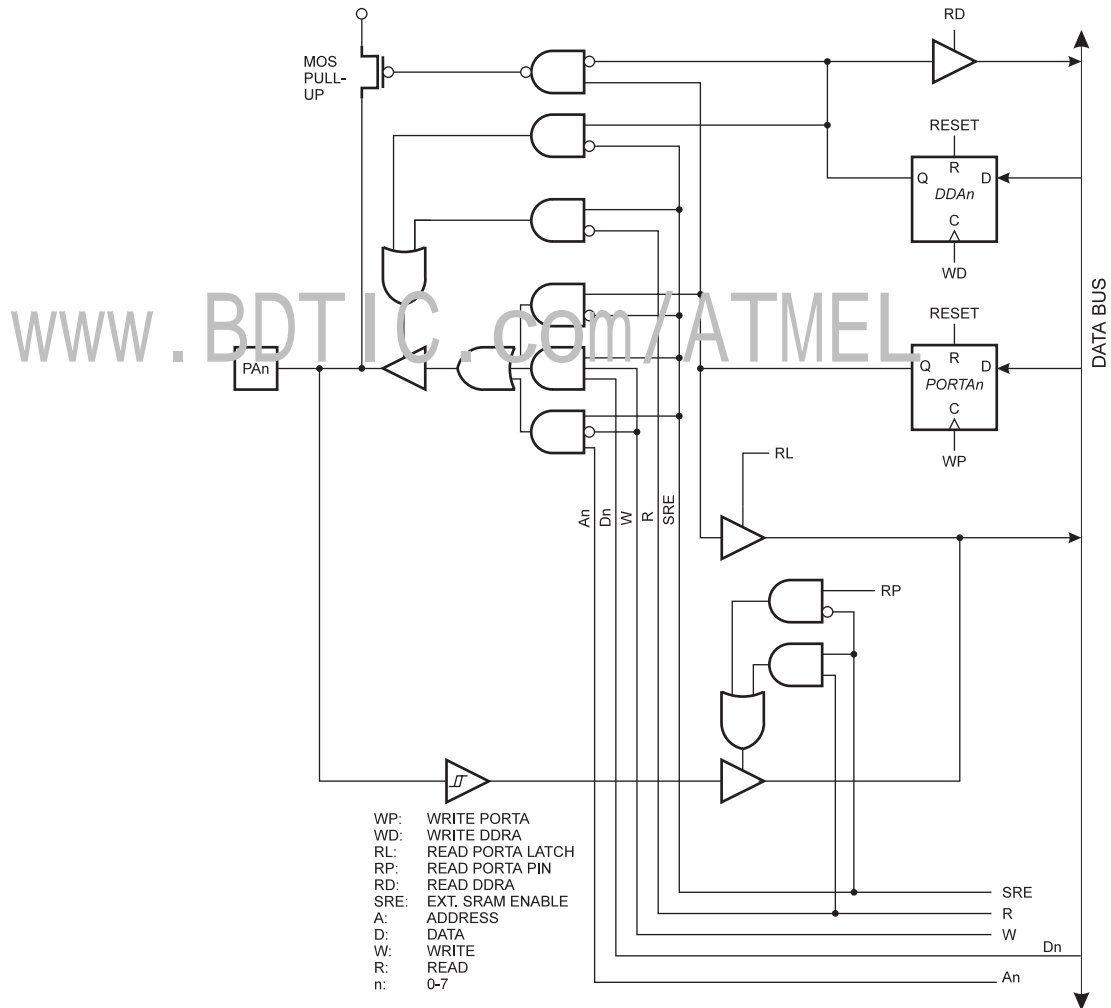 RD
MOS
PULL-
UP
RESET
R
Q
D
DDAn
C
WD
www.BDTIC.com/ATMEL
RESET
R
Q
D
PORTAn
C
WP
DATA BUS
PAn
RL
An
Dn
W
R
SRE
RP
WP: WRITE PORTA
WD: WRITE DDRA
RL: READ PORTA LATCH
RP: READ PORTA PIN
RD: READ DDRA
SRE: EXT. SRAM ENABLE
A: ADDRESS
D: DATA
W: WRITE
R: READ
n: 0-7
SRE
R
W
Dn
An